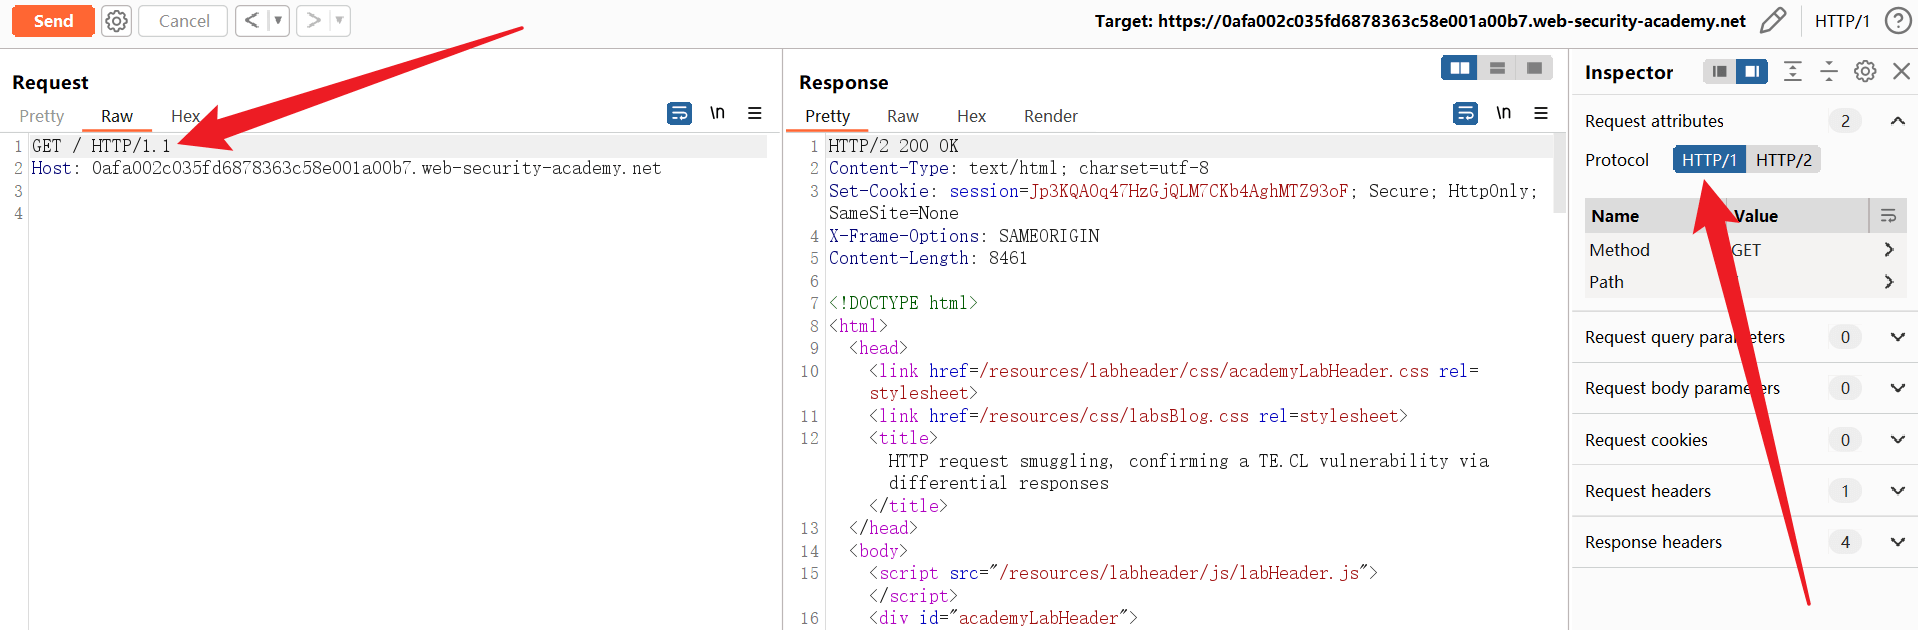 Send
Cancel
Target: https://0afa002c035fd6878363c58e001a00b7.web-security-academy.net
HTTP/1
Request
Pretty
Raw
Hex
\n
1 GET / HTTP/1.1
2 Host: 0afa002c035fd6878363c58e001a00b7.web-security-academy.net
3
4
Response
Pretty
Raw
Hex
Render
\n
1 HTTP/2 200 OK
2 Content-Type: text/html; charset=utf-8
3 Set-Cookie: session=Jp3KQAOq47HzGjQLM7CKb4AghMTZ93oF; Secure; HttpOnly;
SameSite=None
4 X-Frame-Options: SAMEORIGIN
5 Content-Length: 8461
6
7 <!DOCTYPE html>
8 <html>
9 <head>
10 <link href=/resources/labheader/css/academyLabHeader.css rel=
stylesheet>
11 <link href=/resources/css/labsBlog.css rel=stylesheet>
12 <title>
HTTP request smuggling, confirming a TE.CL vulnerability via
differential responses
</title>
13 </head>
14 <body>
15 <script src="/resources/labheader/js/labHeader.js">
</script>
16 <div id="academyLabHeader">
Inspector
Request attributes 2
Protocol HTTP/1 HTTP/2
Name Value
Method GET
Path
Request query parameters 0
Request body parameters 0
Request cookies 0
Request headers 1
Response headers 4